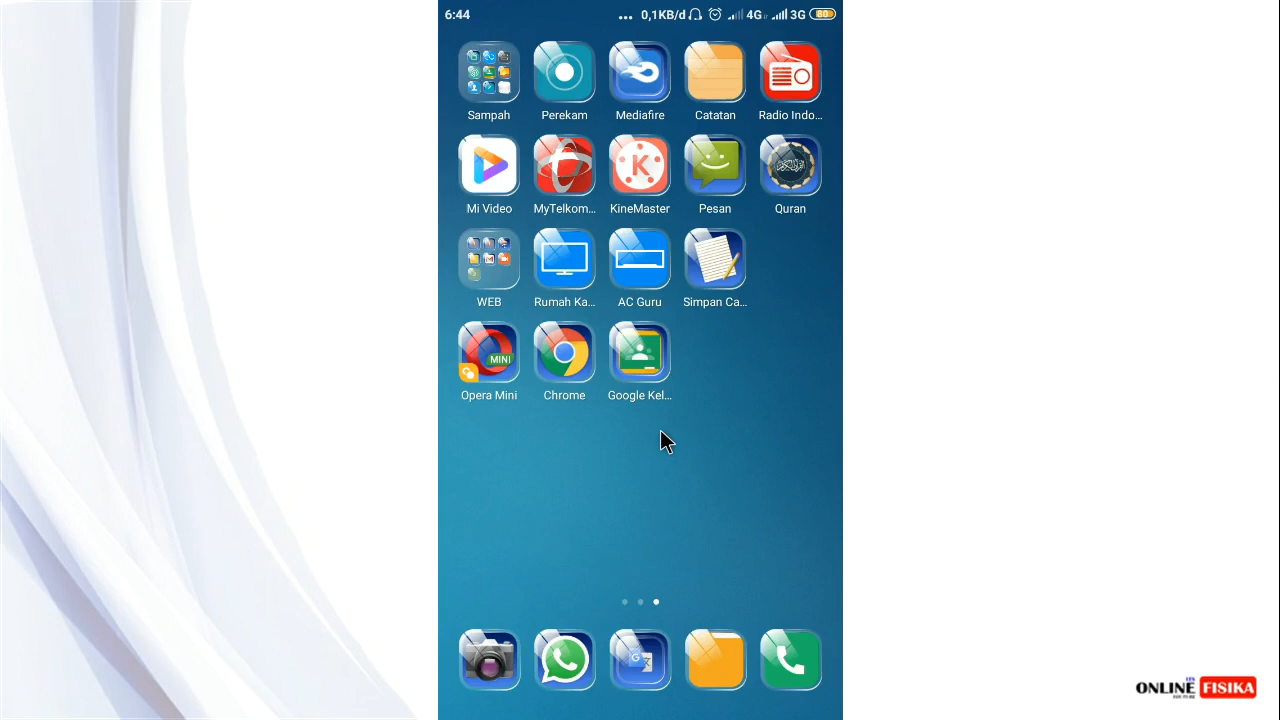 6:44 ... 0,1KB/d 4G 3G 80
Sampah Perekam Mediafire Catatan Radio Indo...
Mi Video MyTelkom... KineMaster Pesan Quran
WEB Rumah Ka... AC Guru Simpan Ca...
MINI
Opera Mini Chrome Google Kel...
ONLINE FISIKA